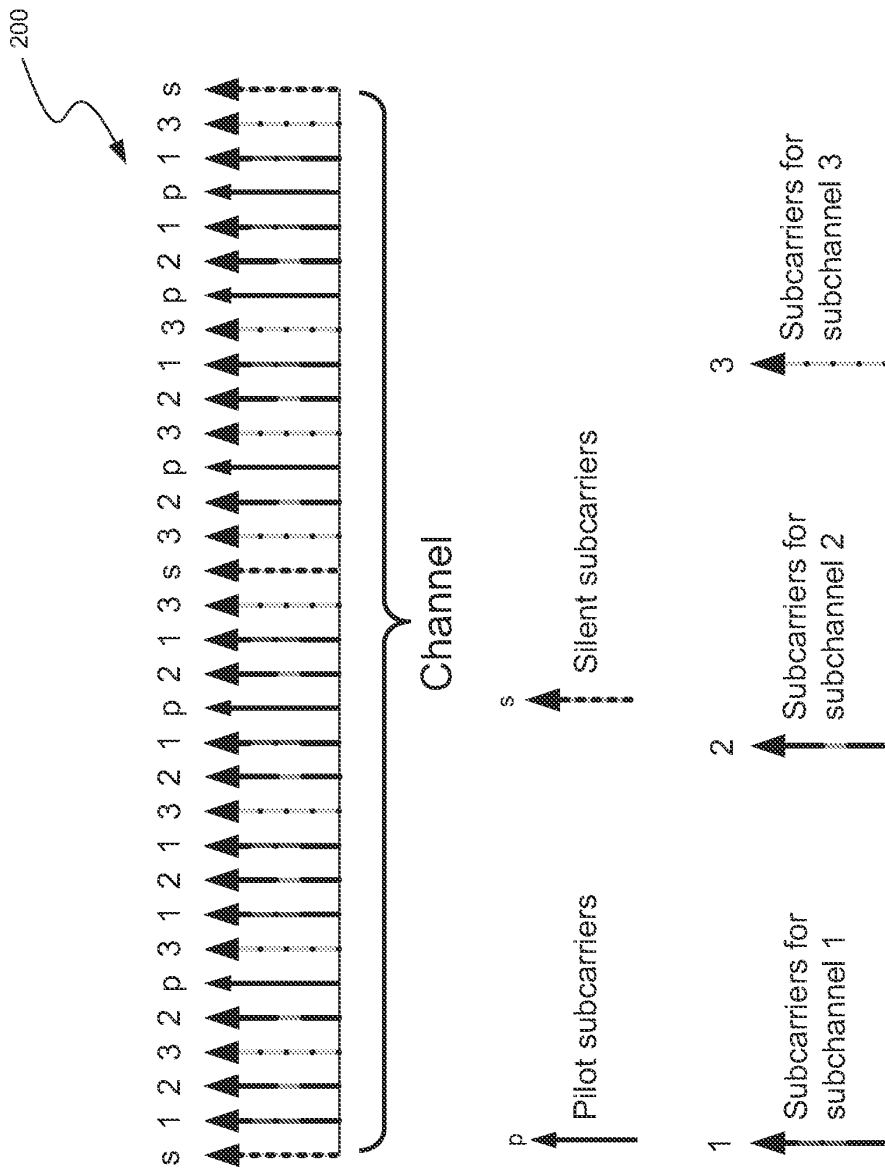 200
s 1 2 3 2 p 3 1 2 1 3 2 1 p 2 1 3 s 3 2 p 3 2 1 3 p 2 1 p 1 3 s
Channel
p
Pilot subcarriers
s
Silent subcarriers
1
Subcarriers for
subchannel 1
2
Subcarriers for
subchannel 2
3
Subcarriers for
subchannel 3